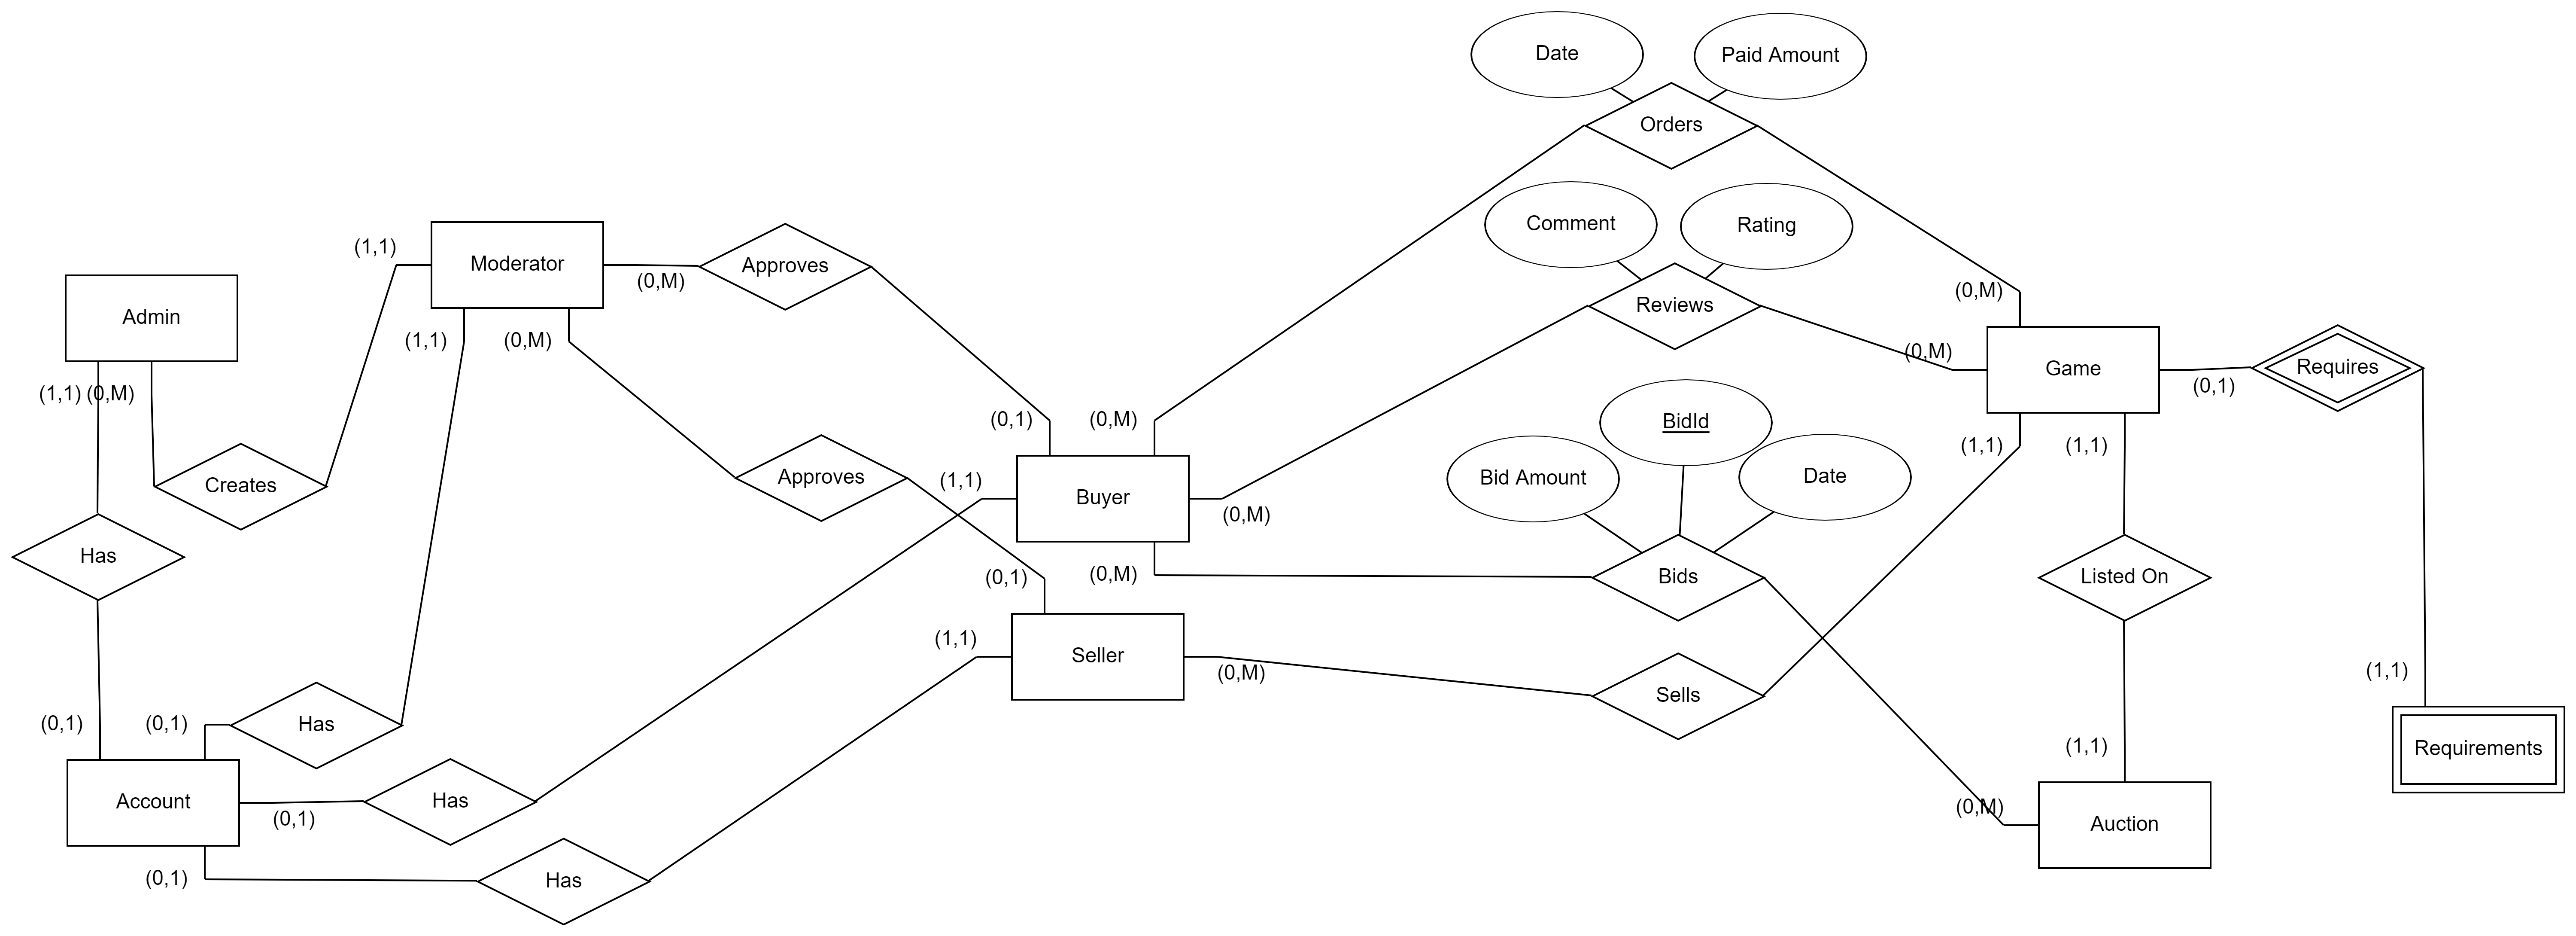 Date
Paid Amount
Orders
Comment
Rating
Reviews
(1,1)
Moderator
(0,M)
Approves
(0,M)
Admin
(1,1)
(0,M)
(0,M)
Game
(0,1)
Requires
(1,1)
(0,M)
(0,1)
(0,M)
BidId
(1,1)
(1,1)
Creates
Approves
(1,1)
Buyer
(0,M)
Bid Amount
Date
Has
(0,1)
(0,M)
Bids
Listed On
(1,1)
Seller
(0,M)
Sells
(1,1)
(0,1)
(0,1)
Has
(1,1)
Requirements
Account
(0,1)
Has
(0,M)
Auction
(0,1)
Has